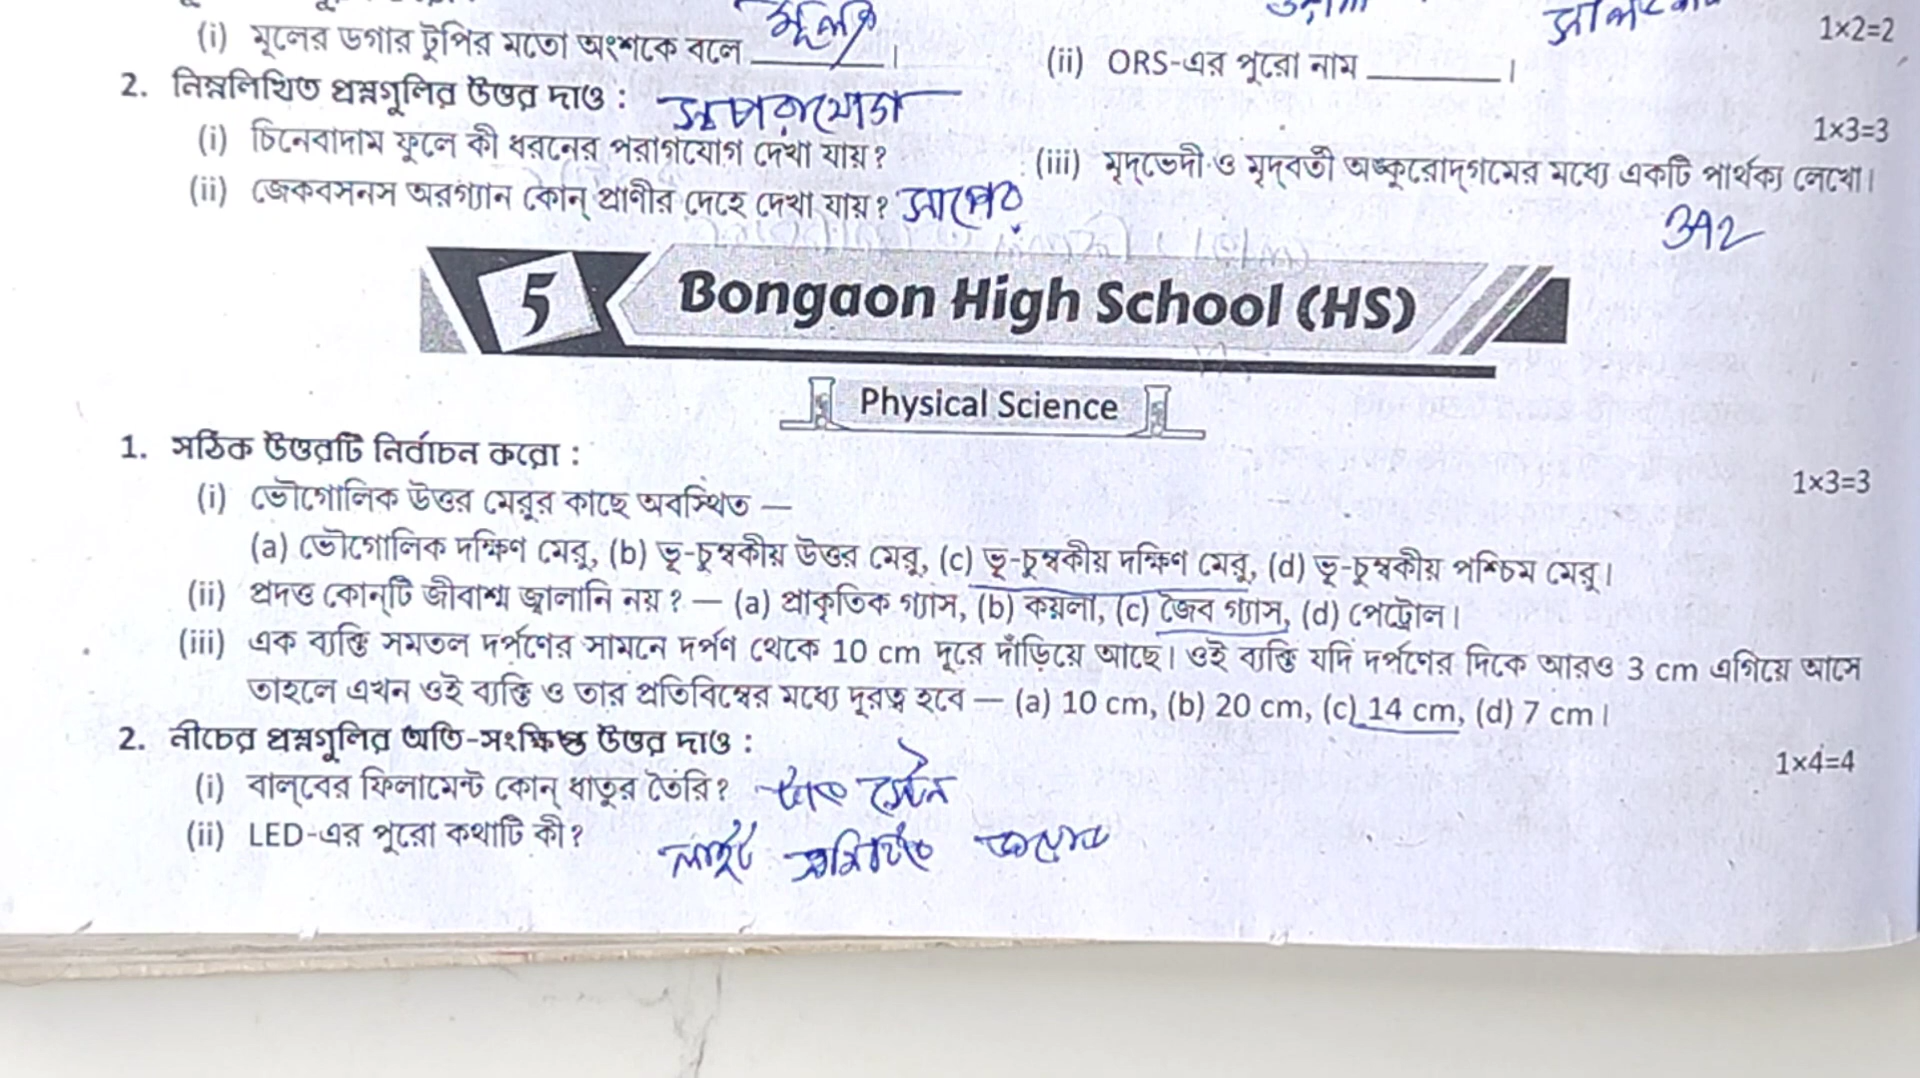 (i) মূলের ডগার টুপির মতো অংশকে বলে ________।
(ii) ORS-এর পুরো নাম ________।
1×2=2
2. নিম্নলিখিত প্রশ্নগুলির উত্তর দাও :
(i) চিনেবাদাম ফুলে কী ধরনের পরাগযোগ দেখা যায়?
(ii) জেকবসনস অরগ্যান কোন্ প্রাণীর দেহে দেখা যায়? সাপের
(iii) মৃদ্‌ভেদী ও মৃদ্‌বর্তী অঙ্কুরোদ্‌গমের মধ্যে একটি পার্থক্য লেখো।
1×3=3
5 Bongaon High School (HS)
Physical Science
1. সঠিক উত্তরটি নির্বাচন করো : 1×3=3
(i) ভৌগোলিক উত্তর মেরুর কাছে অবস্থিত —
(a) ভৌগোলিক দক্ষিণ মেরু, (b) ভূ-চুম্বকীয় উত্তর মেরু, (c) ভূ-চুম্বকীয় দক্ষিণ মেরু, (d) ভূ-চুম্বকীয় পশ্চিম মেরু।
(ii) প্রদত্ত কোন্‌টি জীবাশ্ম জ্বালানি নয়? — (a) প্রাকৃতিক গ্যাস, (b) কয়লা, (c) জৈব গ্যাস, (d) পেট্রোল।
(iii) এক ব্যক্তি সমতল দর্পণের সামনে দর্পণ থেকে 10 cm দূরে দাঁড়িয়ে আছে। ওই ব্যক্তি যদি দর্পণের দিকে আরও 3 cm এগিয়ে আসে
তাহলে এখন ওই ব্যক্তি ও তার প্রতিবিম্বের মধ্যে দূরত্ব হবে — (a) 10 cm, (b) 20 cm, (c) 14 cm, (d) 7 cm।
2. নীচের প্রশ্নগুলির অতি-সংক্ষিপ্ত উত্তর দাও : 1×4=4
(i) বাল্‌বের ফিলামেন্ট কোন্ ধাতুর তৈরি?
(ii) LED-এর পুরো কথাটি কী? লাইট